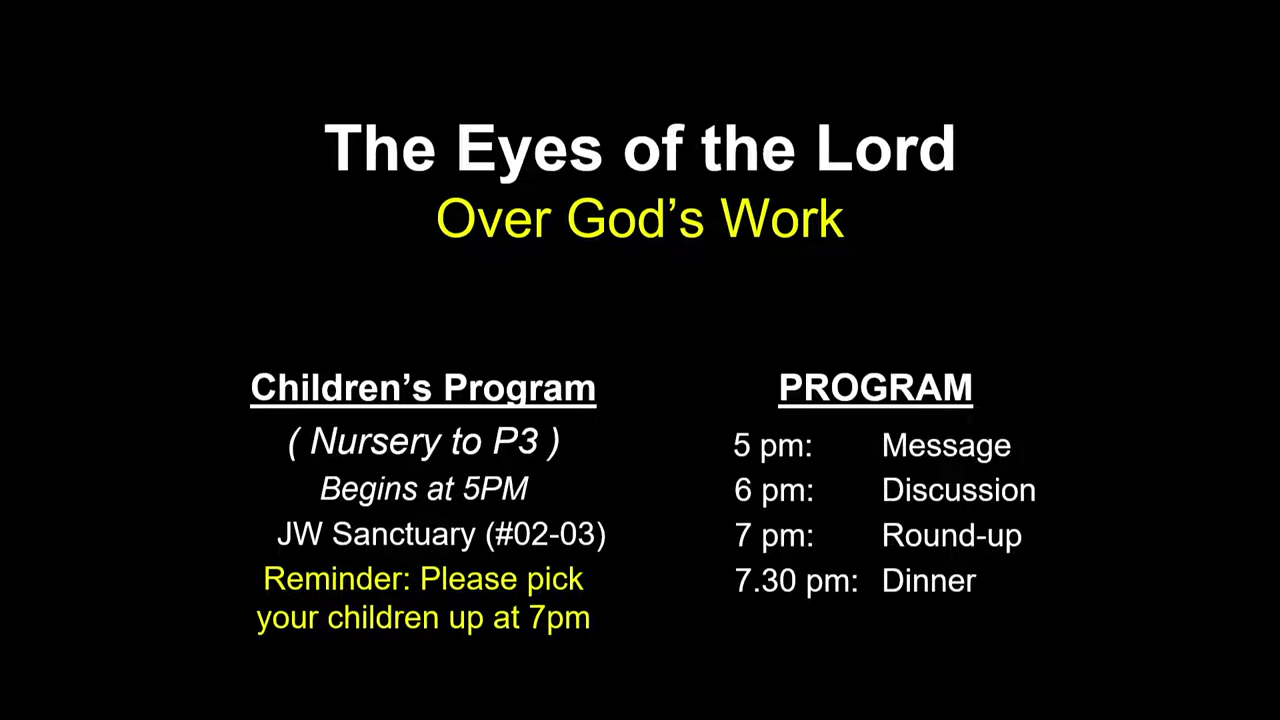 The Eyes of the Lord
Over God’s Work
Children’s Program
( Nursery to P3 )
Begins at 5PM
JW Sanctuary (#02-03)
Reminder: Please pick
your children up at 7pm
PROGRAM
5 pm: Message
6 pm: Discussion
7 pm: Round-up
7.30 pm: Dinner